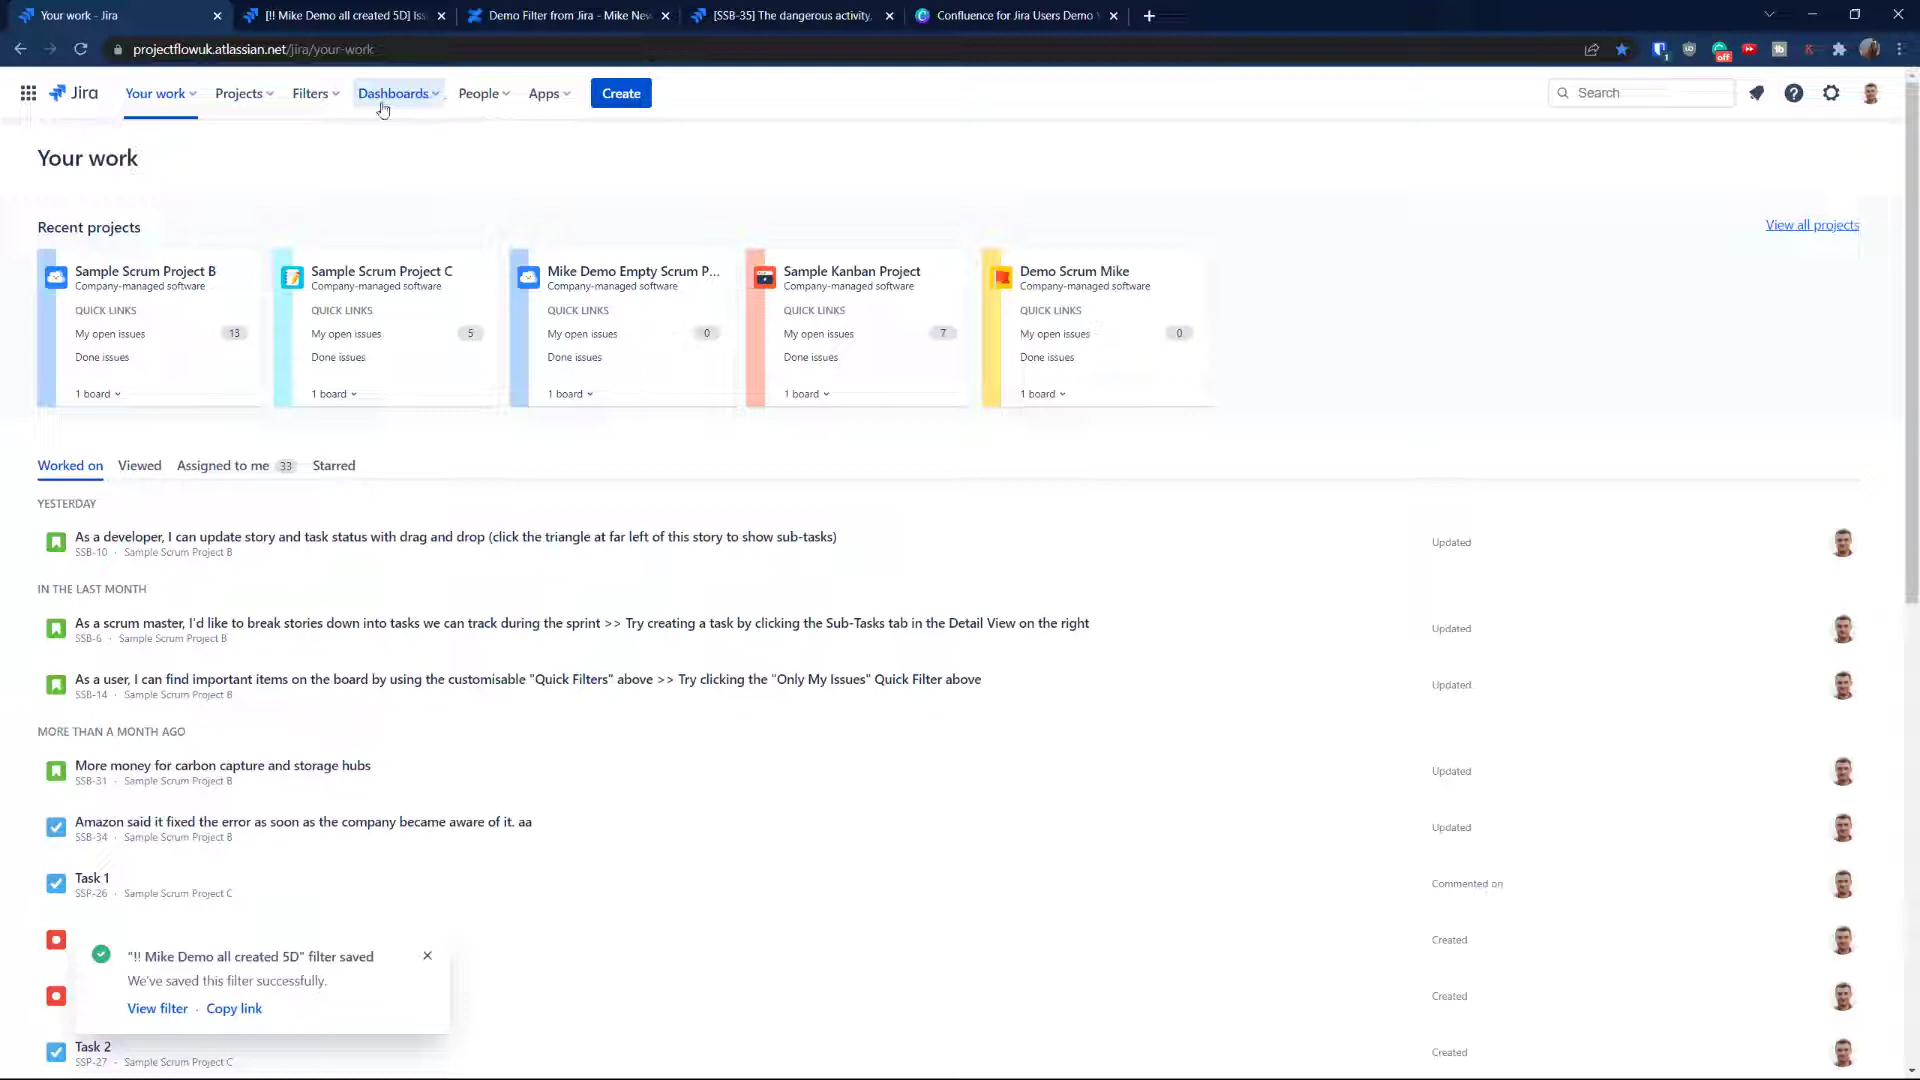 Your work - Jira
[!! Mike Demo all created 5D] Iss
Demo Filter from Jira - Mike New
[SSB-35] The dangerous activity,
Confluence for Jira Users Demo
projectflowuk.atlassian.net/jira/your-work
1
off
Jira
Your work
Projects
Filters
Dashboards
People
Apps
Create
Search
Your work
Recent projects
View all projects
Sample Scrum Project B
Company-managed software
QUICK LINKS
My open issues 13
Done issues
1 board
Sample Scrum Project C
Company-managed software
QUICK LINKS
My open issues 5
Done issues
1 board
Mike Demo Empty Scrum P...
Company-managed software
QUICK LINKS
My open issues 0
Done issues
1 board
Sample Kanban Project
Company-managed software
QUICK LINKS
My open issues 7
Done issues
1 board
Demo Scrum Mike
Company-managed software
QUICK LINKS
My open issues 0
Done issues
1 board
Worked on Viewed Assigned to me 33 Starred
YESTERDAY
As a developer, I can update story and task status with drag and drop (click the triangle at far left of this story to show sub-tasks)
SSB-10 · Sample Scrum Project B
Updated
IN THE LAST MONTH
As a scrum master, I'd like to break stories down into tasks we can track during the sprint >> Try creating a task by clicking the Sub-Tasks tab in the Detail View on the right
SSB-6 · Sample Scrum Project B
Updated
As a user, I can find important items on the board by using the customisable "Quick Filters" above >> Try clicking the "Only My Issues" Quick Filter above
SSB-14 · Sample Scrum Project B
Updated
MORE THAN A MONTH AGO
More money for carbon capture and storage hubs
SSB-31 · Sample Scrum Project B
Updated
Amazon said it fixed the error as soon as the company became aware of it. aa
SSB-34 · Sample Scrum Project B
Updated
Task 1
SSP-26 · Sample Scrum Project C
Commented on
Created
"!! Mike Demo all created 5D" filter saved
We've saved this filter successfully.
View filter · Copy link
Created
Task 2
SSP-27 · Sample Scrum Project C
Created